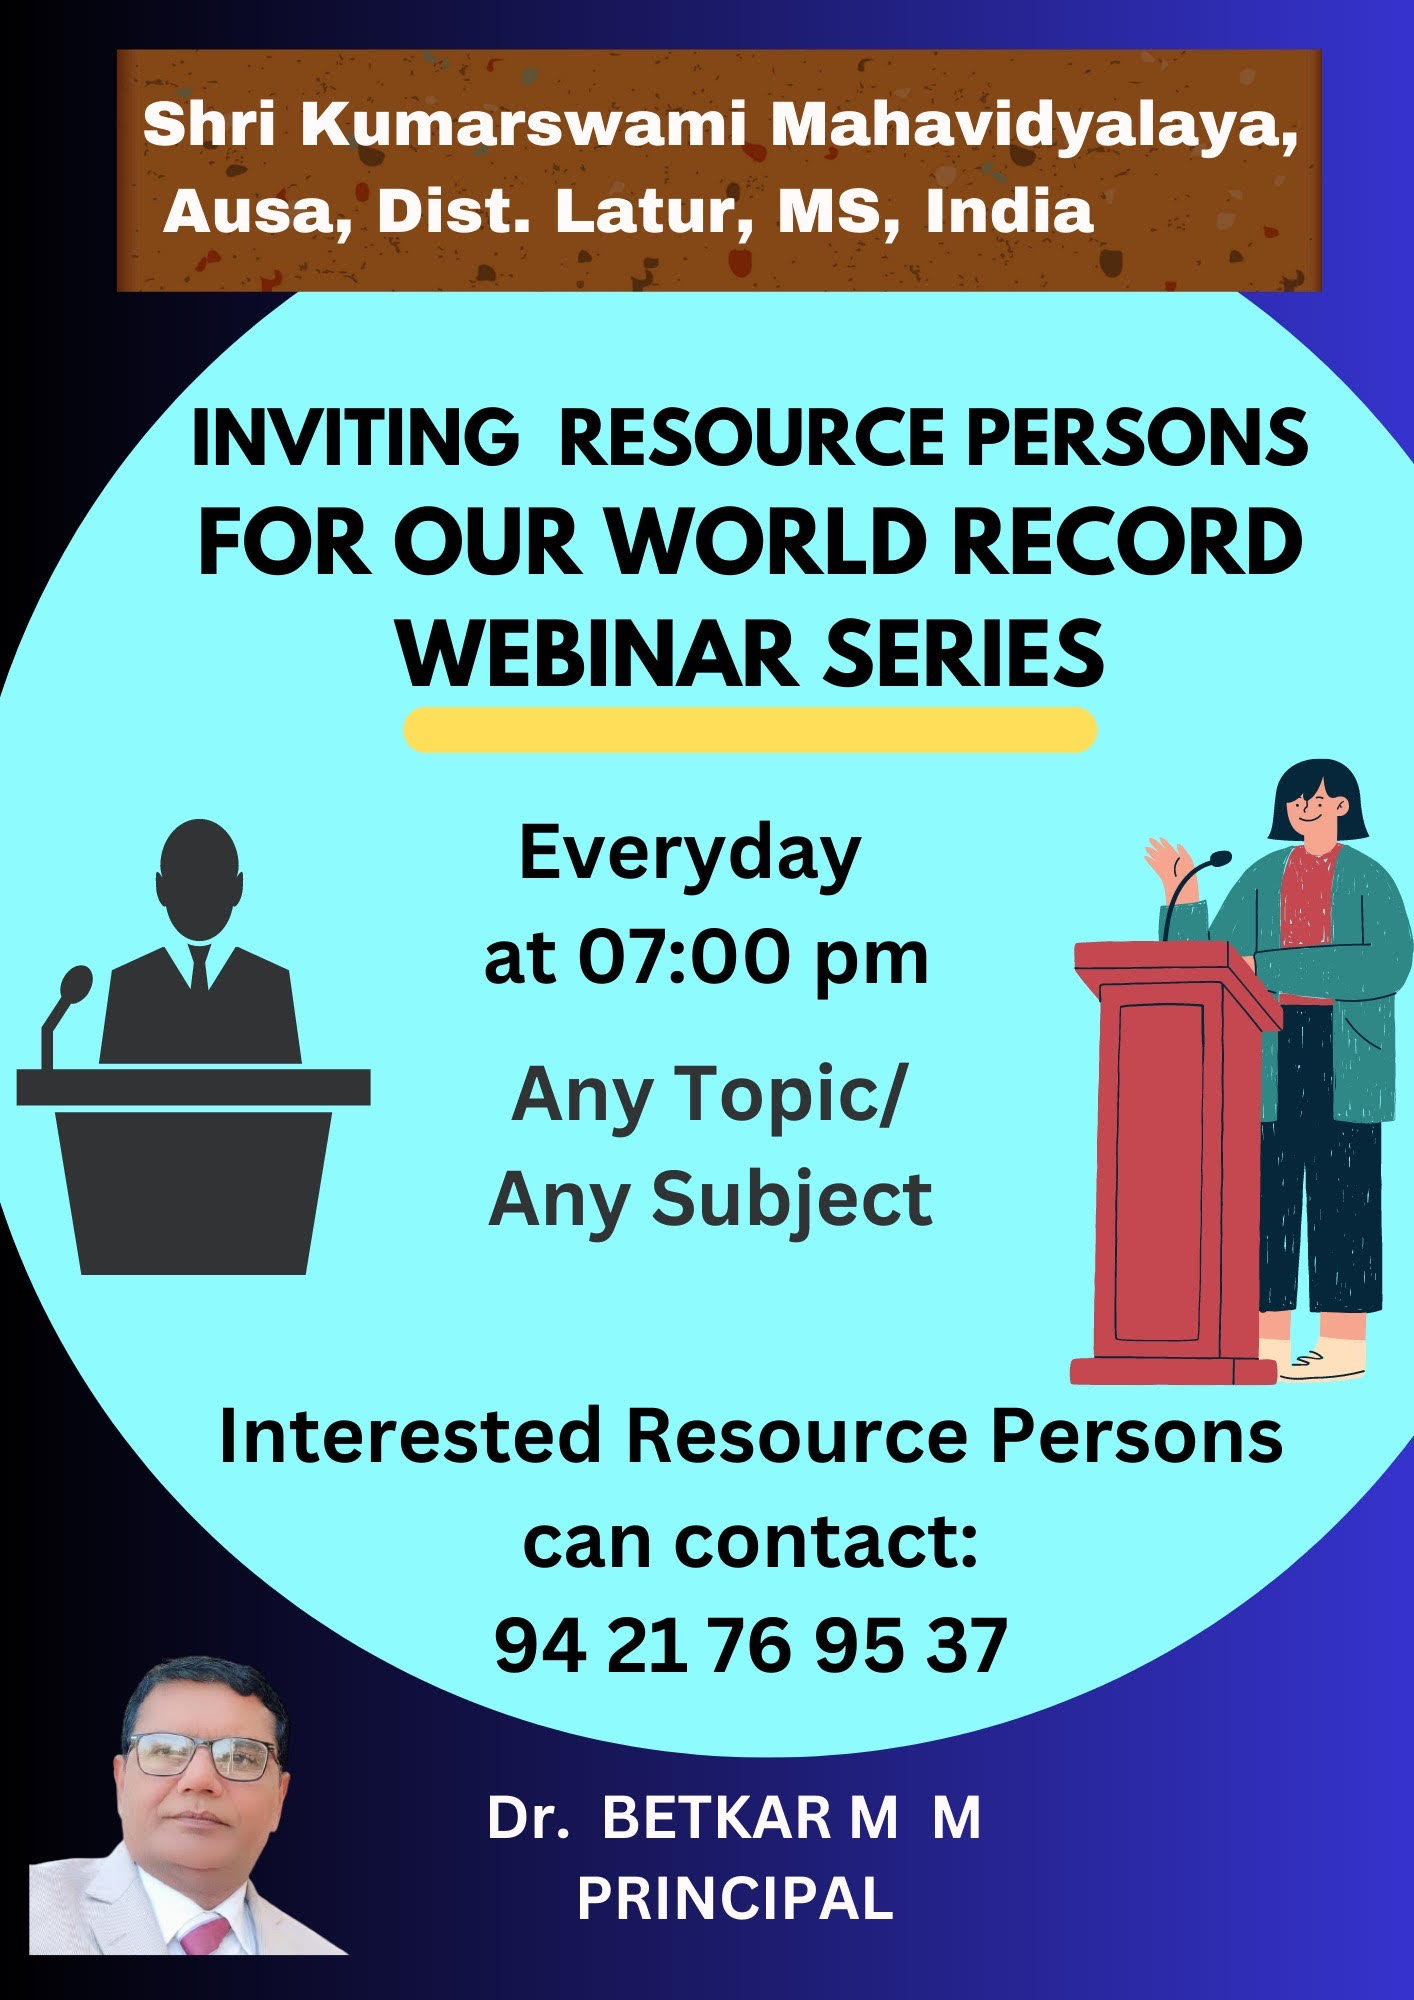 Shri Kumarswami Mahavidyalaya,
Ausa, Dist. Latur, MS, India
INVITING RESOURCE PERSONS
FOR OUR WORLD RECORD
WEBINAR SERIES
Everyday
at 07:00 pm
Any Topic/
Any Subject
Interested Resource Persons
can contact:
94 21 76 95 37
Dr. BETKAR M M
PRINCIPAL